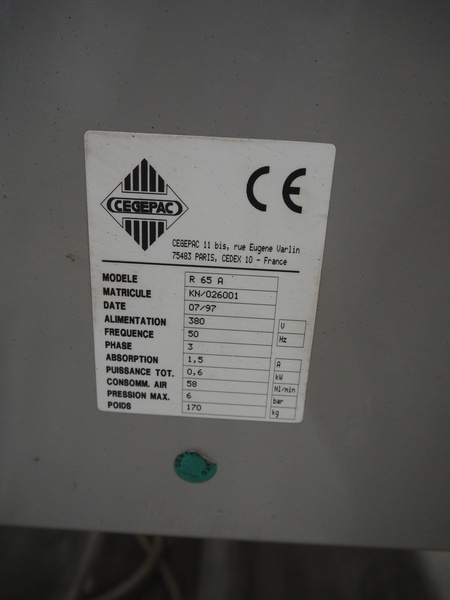 CEGEPAC
CE
CEGEPAC 11 bis, rue Eugene Varlin
75483 PARIS, CEDEX 10 - France
MODELE R 65 A
MATRICULE KN/026001
DATE 07/97
ALIMENTATION 380 V
FREQUENCE 50 Hz
PHASE 3
ABSORPTION 1,5 A
PUISSANCE TOT. 0,6 kW
CONSOMM. AIR 58 Nl/min
PRESSION MAX. 6 bar
POIDS 170 kg